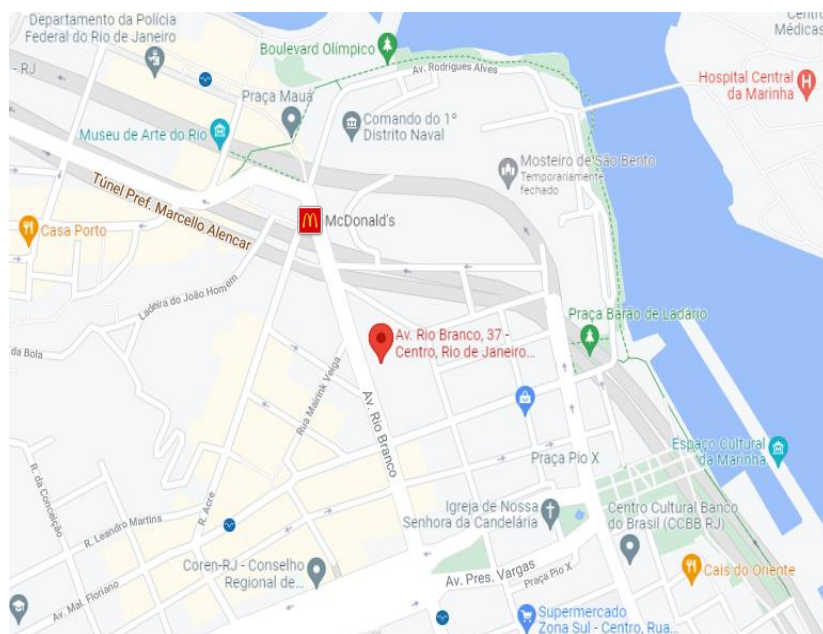 Departamento da Polícia
Federal do Rio de Janeiro
- RJ
Boulevard Olímpico
Centro
Médicas
Av. Rodrigues Alves
Hospital Central
da Marinha
Praça Mauá
Museu de Arte do Rio
Comando do 1º
Distrito Naval
Mosteiro de São Bento
Temporariamente
fechado
Túnel Pref. Marcello Alencar
McDonald's
Casa Porto
Ladeira do João Homem
Praça Barão de Ladário
da Bola
Av. Rio Branco, 37 -
Centro, Rio de Janeiro...
Rua Mairink Veiga
Av. Rio Branco
R. da Conceição
R. Acre
Praça Pio X
Espaço Cultural
da Marinha
R. Leandro Martins
Igreja de Nossa
Senhora da Candelária
Centro Cultural Banco
do Brasil (CCBB RJ)
Coren-RJ - Conselho
Regional de...
Av. Pres. Vargas
Praça Pio X
Cais do Oriente
Av. Mal. Floriano
Supermercado
Zona Sul - Centro, Rua...